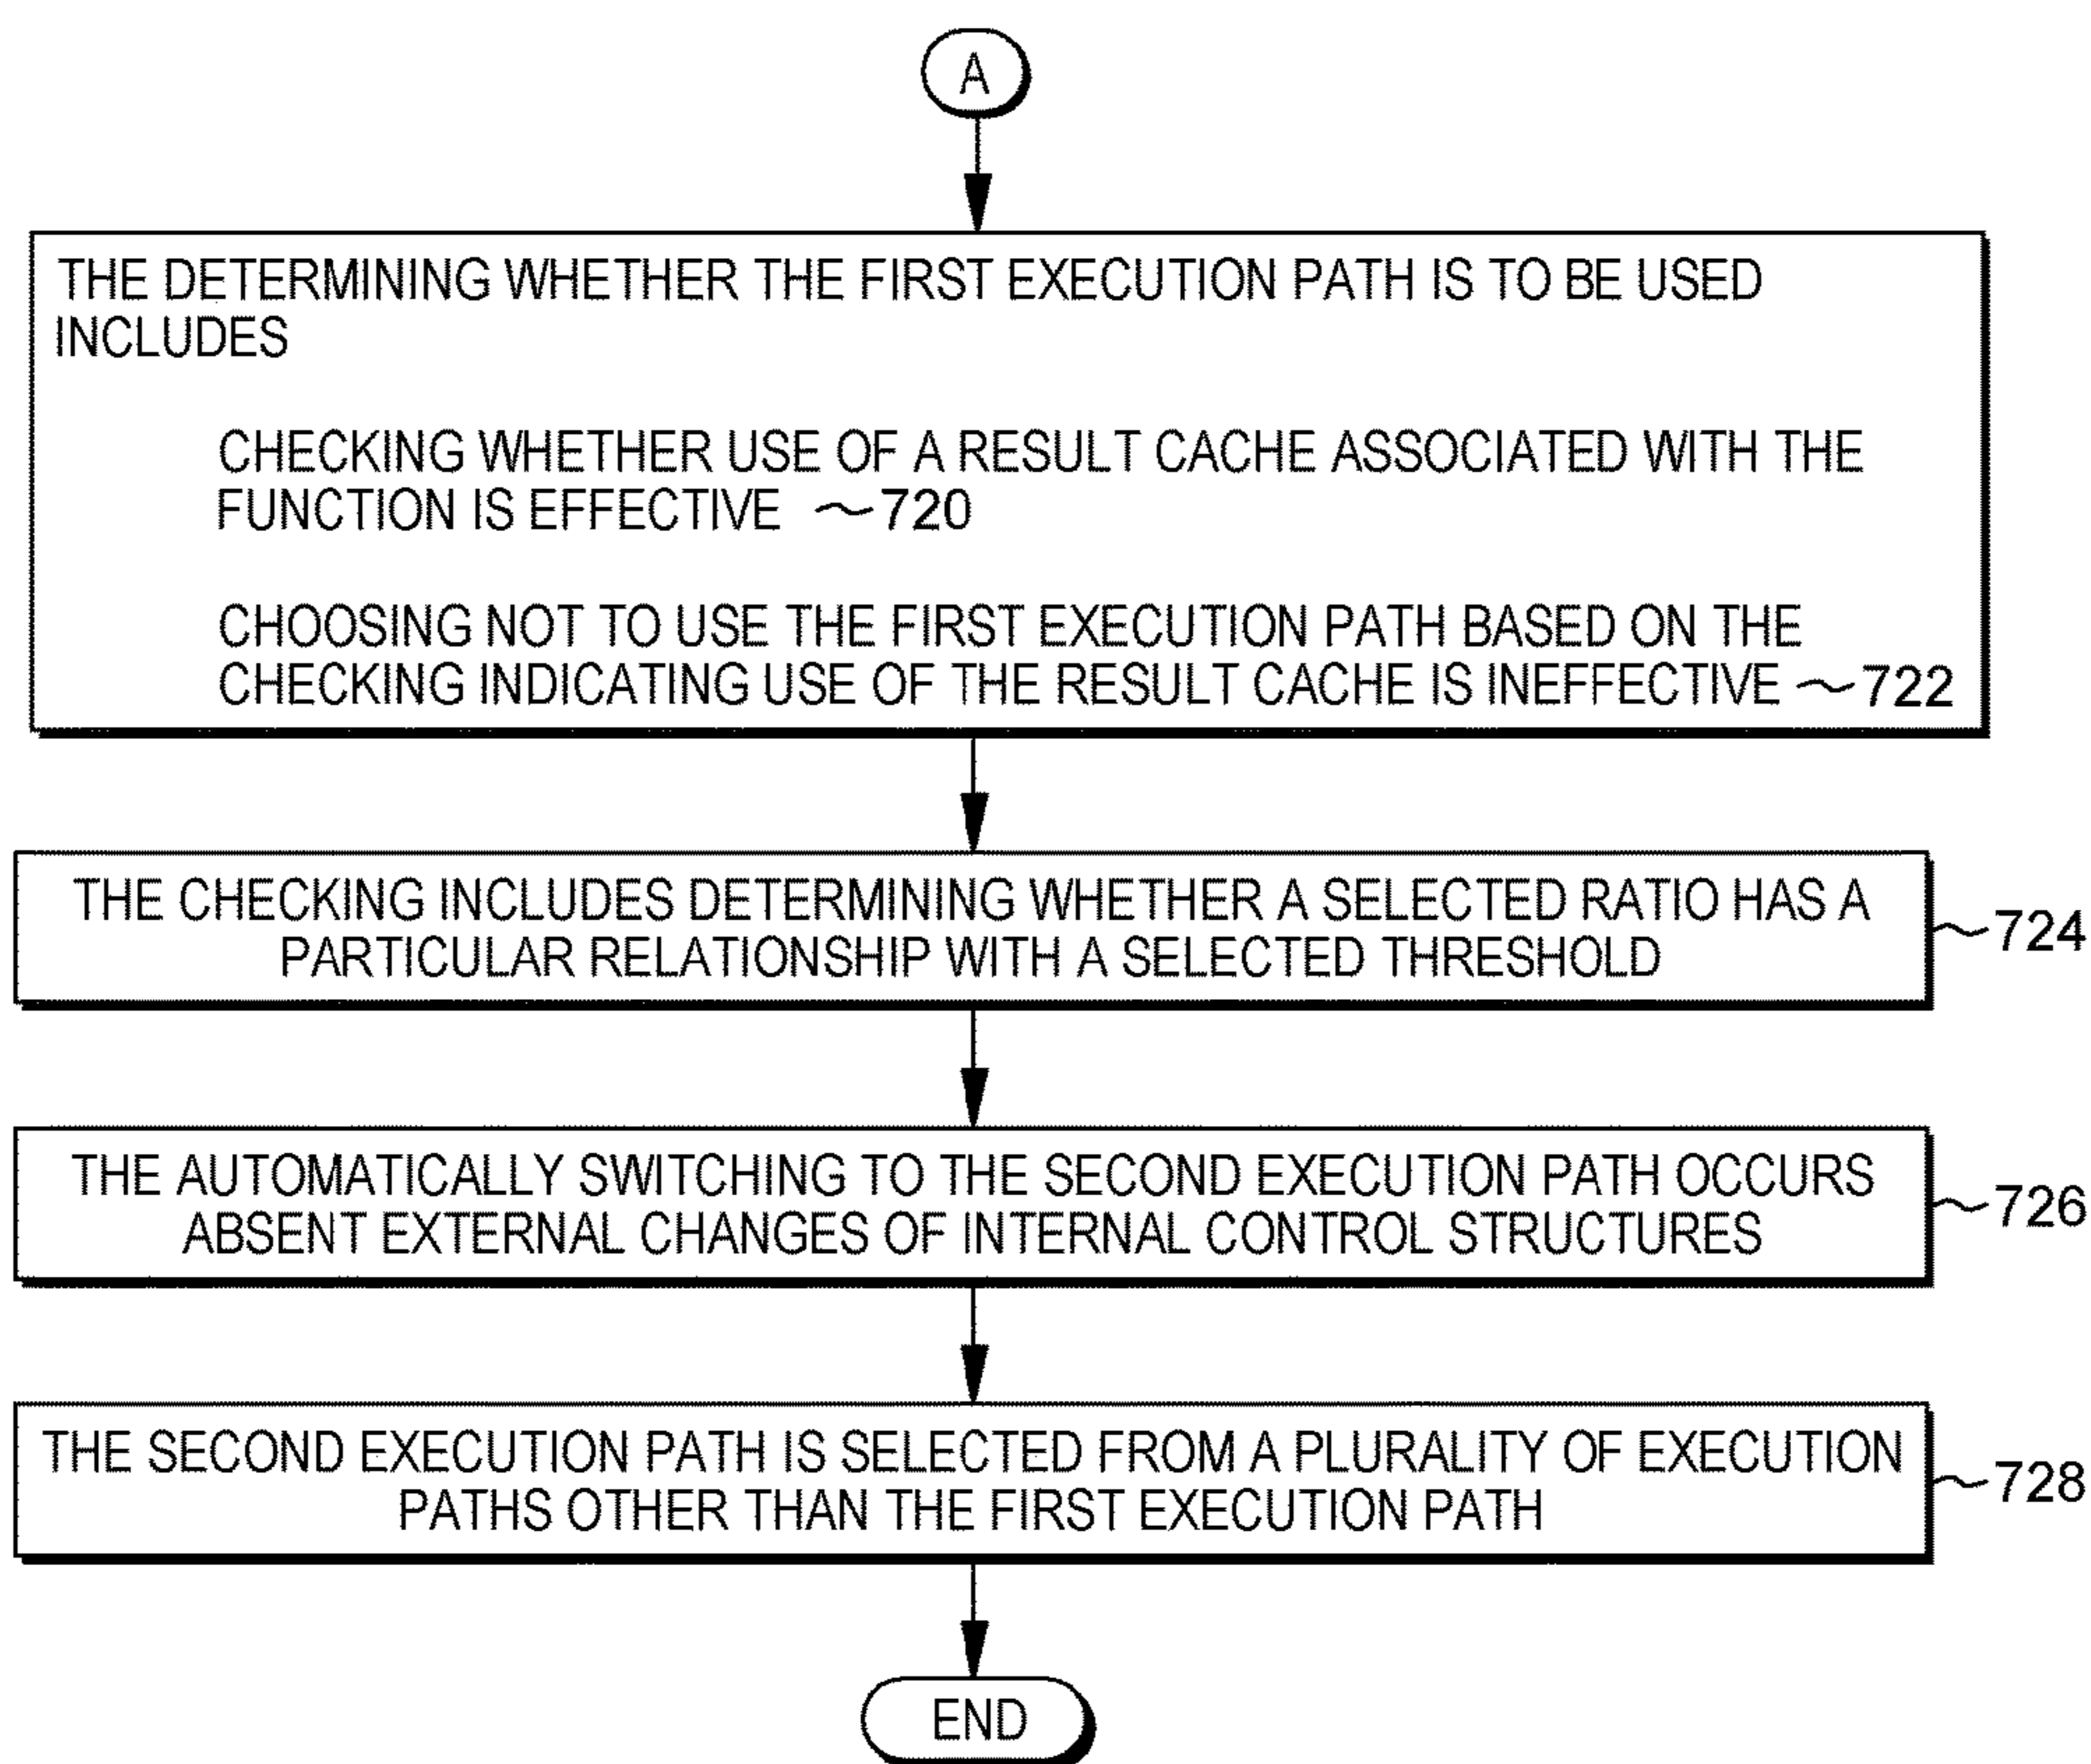 A
THE DETERMINING WHETHER THE FIRST EXECUTION PATH IS TO BE USED
INCLUDES
CHECKING WHETHER USE OF A RESULT CACHE ASSOCIATED WITH THE
FUNCTION IS EFFECTIVE ~720
CHOOSING NOT TO USE THE FIRST EXECUTION PATH BASED ON THE
CHECKING INDICATING USE OF THE RESULT CACHE IS INEFFECTIVE ~722
THE CHECKING INCLUDES DETERMINING WHETHER A SELECTED RATIO HAS A
PARTICULAR RELATIONSHIP WITH A SELECTED THRESHOLD
~724
THE AUTOMATICALLY SWITCHING TO THE SECOND EXECUTION PATH OCCURS
ABSENT EXTERNAL CHANGES OF INTERNAL CONTROL STRUCTURES
~726
THE SECOND EXECUTION PATH IS SELECTED FROM A PLURALITY OF EXECUTION
PATHS OTHER THAN THE FIRST EXECUTION PATH
~728
END